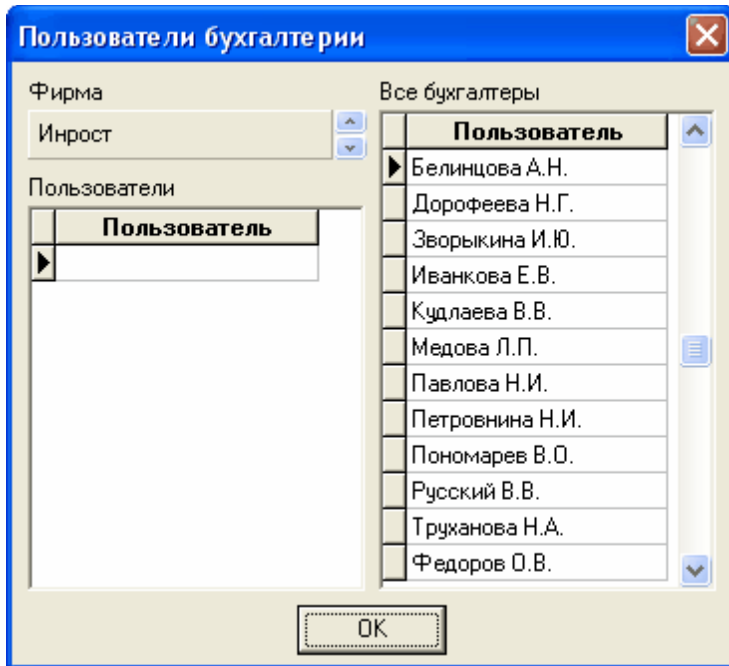 Пользователи бухгалтерии
Фирма
Инрост
Пользователи
Пользователь
Все бухгалтеры
Пользователь
Белинцова А.Н.
Дорофеева Н.Г.
Зворыкина И.Ю.
Иванкова Е.В.
Кудлаева В.В.
Медова Л.П.
Павлова Н.И.
Петровнина Н.И.
Пономарев В.О.
Русский В.В.
Труханова Н.А.
Федоров О.В.
OK